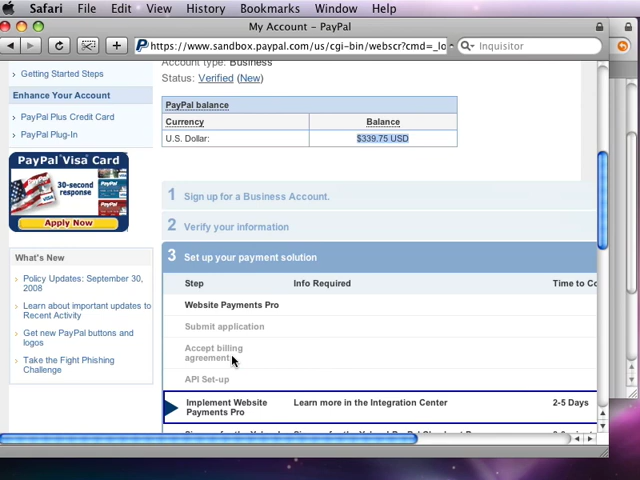 Safari File Edit View History Bookmarks Window Help
My Account – PayPal
https://www.sandbox.paypal.com/us/cgi-bin/webscr?cmd=_lo
Inquisitor
Account type: Business
Status: Verified (New)
Getting Started Steps
Enhance Your Account
PayPal Plus Credit Card
PayPal Plug-In
PayPal Visa Card
30-second response
VISA
Apply Now
What's New
Policy Updates: September 30, 2008
Learn about important updates to Recent Activity
Get new PayPal buttons and logos
Take the Fight Phishing Challenge
PayPal balance
Currency Balance
U.S. Dollar: $339.75 USD
1 Sign up for a Business Account.
2 Verify your information
3 Set up your payment solution
Step Info Required Time to Co
Website Payments Pro
Submit application
Accept billing agreement
API Set-up
Implement Website Payments Pro Learn more in the Integration Center 2-5 Days